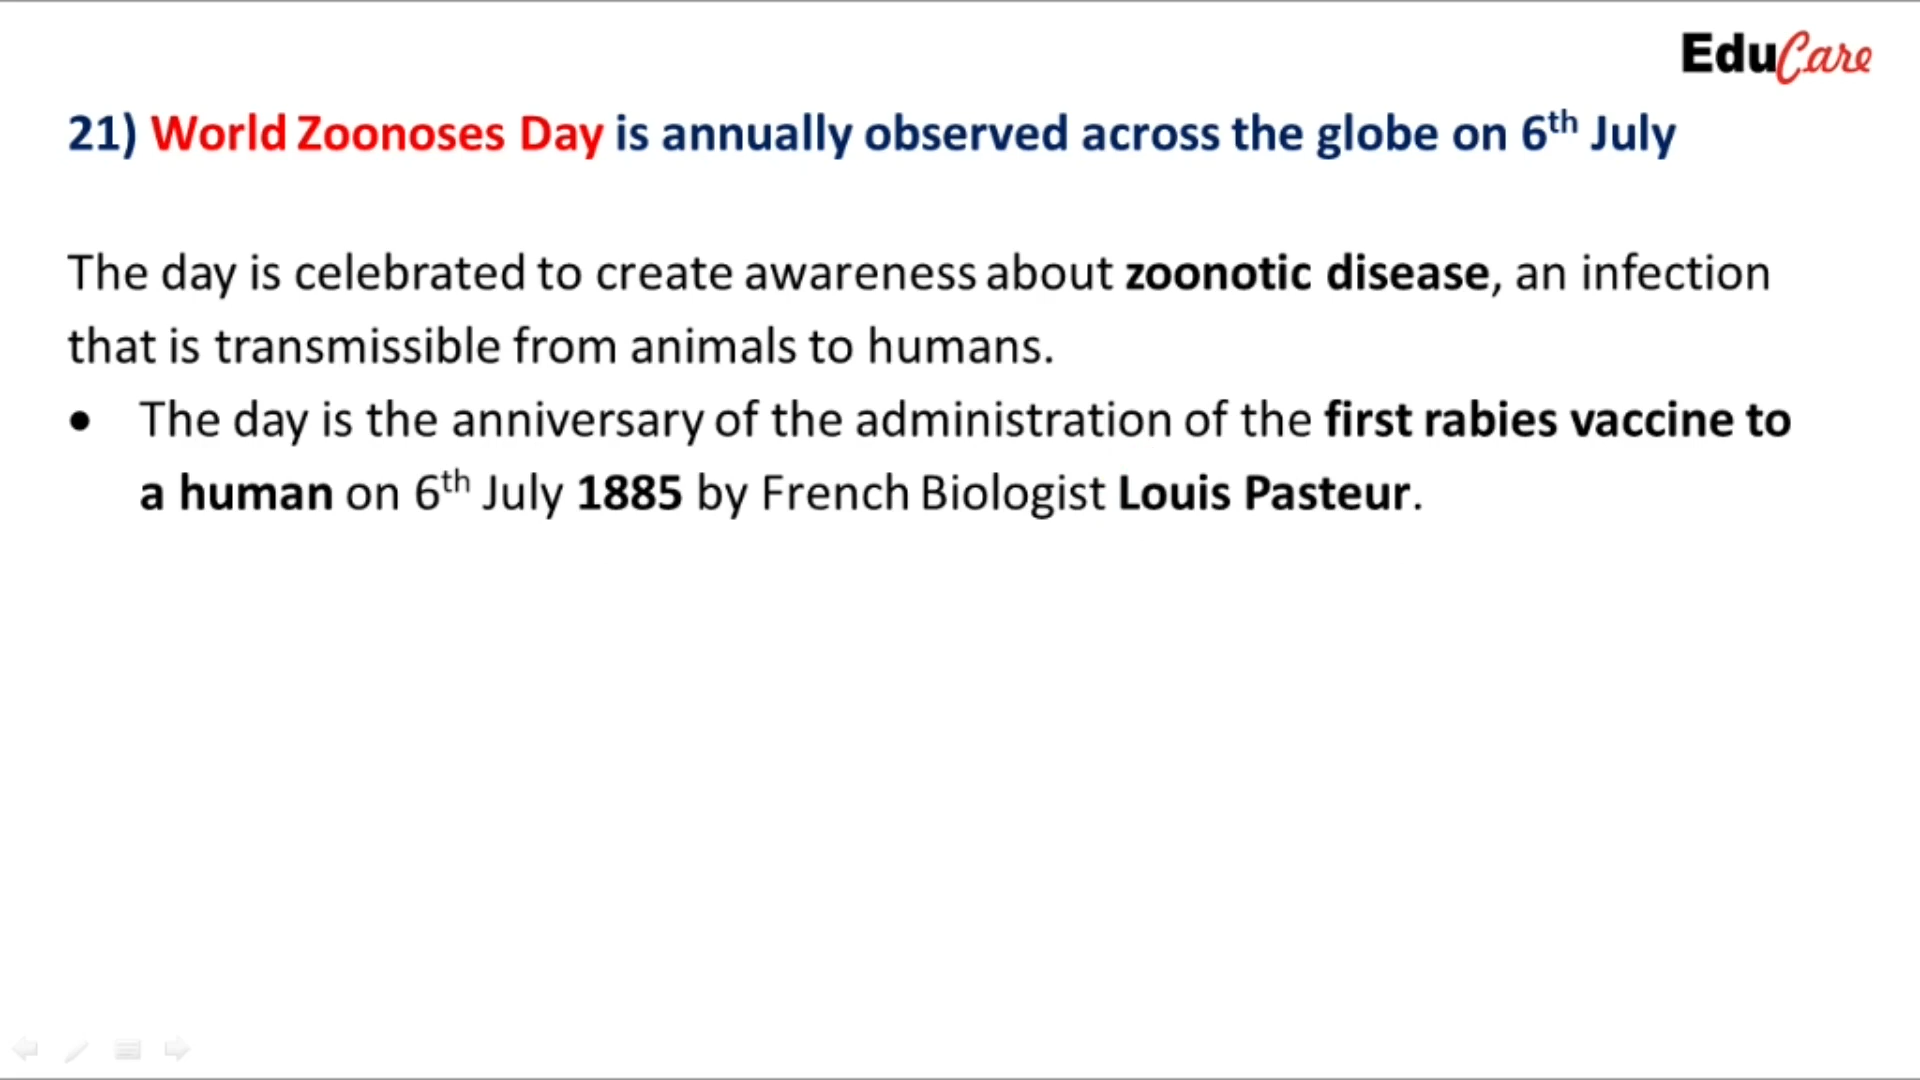 EduCare
21) World Zoonoses Day is annually observed across the globe on 6th July
The day is celebrated to create awareness about zoonotic disease, an infection
that is transmissible from animals to humans.
• The day is the anniversary of the administration of the first rabies vaccine to
a human on 6th July 1885 by French Biologist Louis Pasteur.